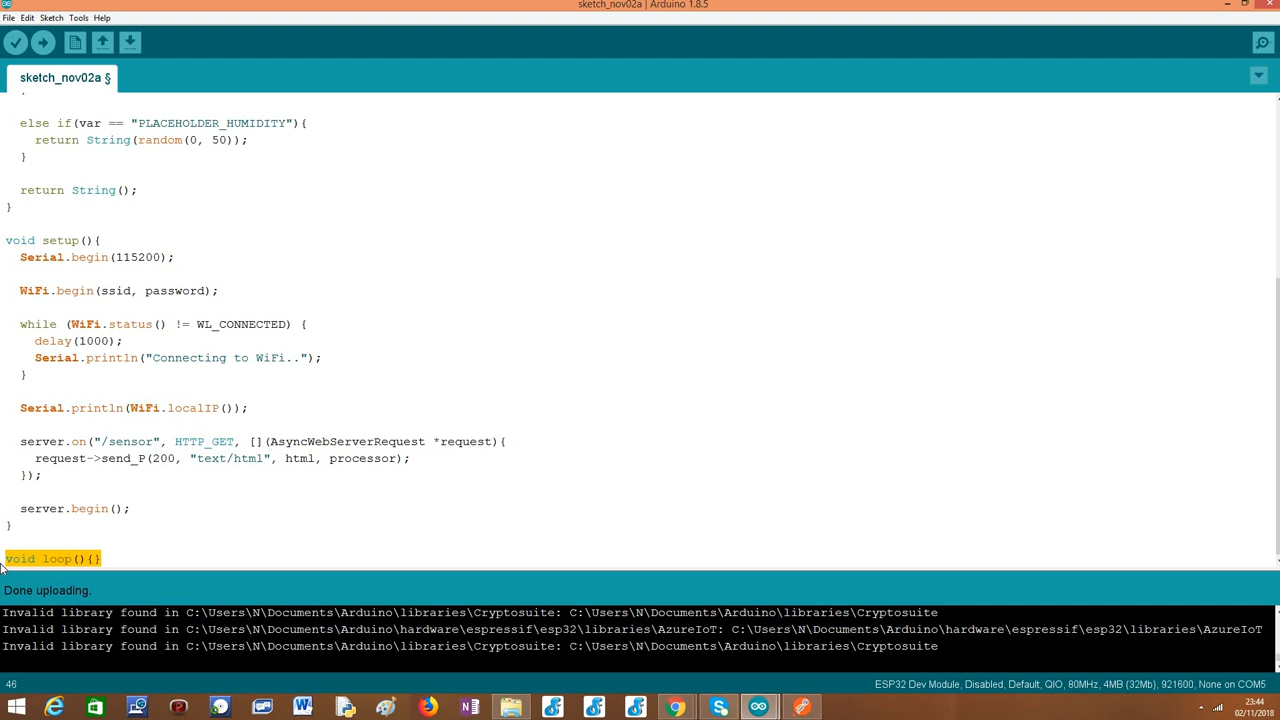 sketch_nov02a | Arduino 1.8.5
File Edit Sketch Tools Help
sketch_nov02a §
}
else if(var == "PLACEHOLDER_HUMIDITY"){
return String(random(0, 50));
}
return String();
}
void setup(){
Serial.begin(115200);
WiFi.begin(ssid, password);
while (WiFi.status() != WL_CONNECTED) {
delay(1000);
Serial.println("Connecting to WiFi..");
}
Serial.println(WiFi.localIP());
server.on("/sensor", HTTP_GET, [](AsyncWebServerRequest *request){
request->send_P(200, "text/html", html, processor);
});
server.begin();
}
void loop(){}
Done uploading.
Invalid library found in C:\Users\N\Documents\Arduino\libraries\Cryptosuite: C:\Users\N\Documents\Arduino\libraries\Cryptosuite
Invalid library found in C:\Users\N\Documents\Arduino\hardware\espressif\esp32\libraries\AzureIoT: C:\Users\N\Documents\Arduino\hardware\espressif\esp32\libraries\AzureIoT
Invalid library found in C:\Users\N\Documents\Arduino\libraries\Cryptosuite: C:\Users\N\Documents\Arduino\libraries\Cryptosuite
46 ESP32 Dev Module, Disabled, Default, QIO, 80MHz, 4MB (32Mb), 921600, None on COM5
23:44
02/11/2018